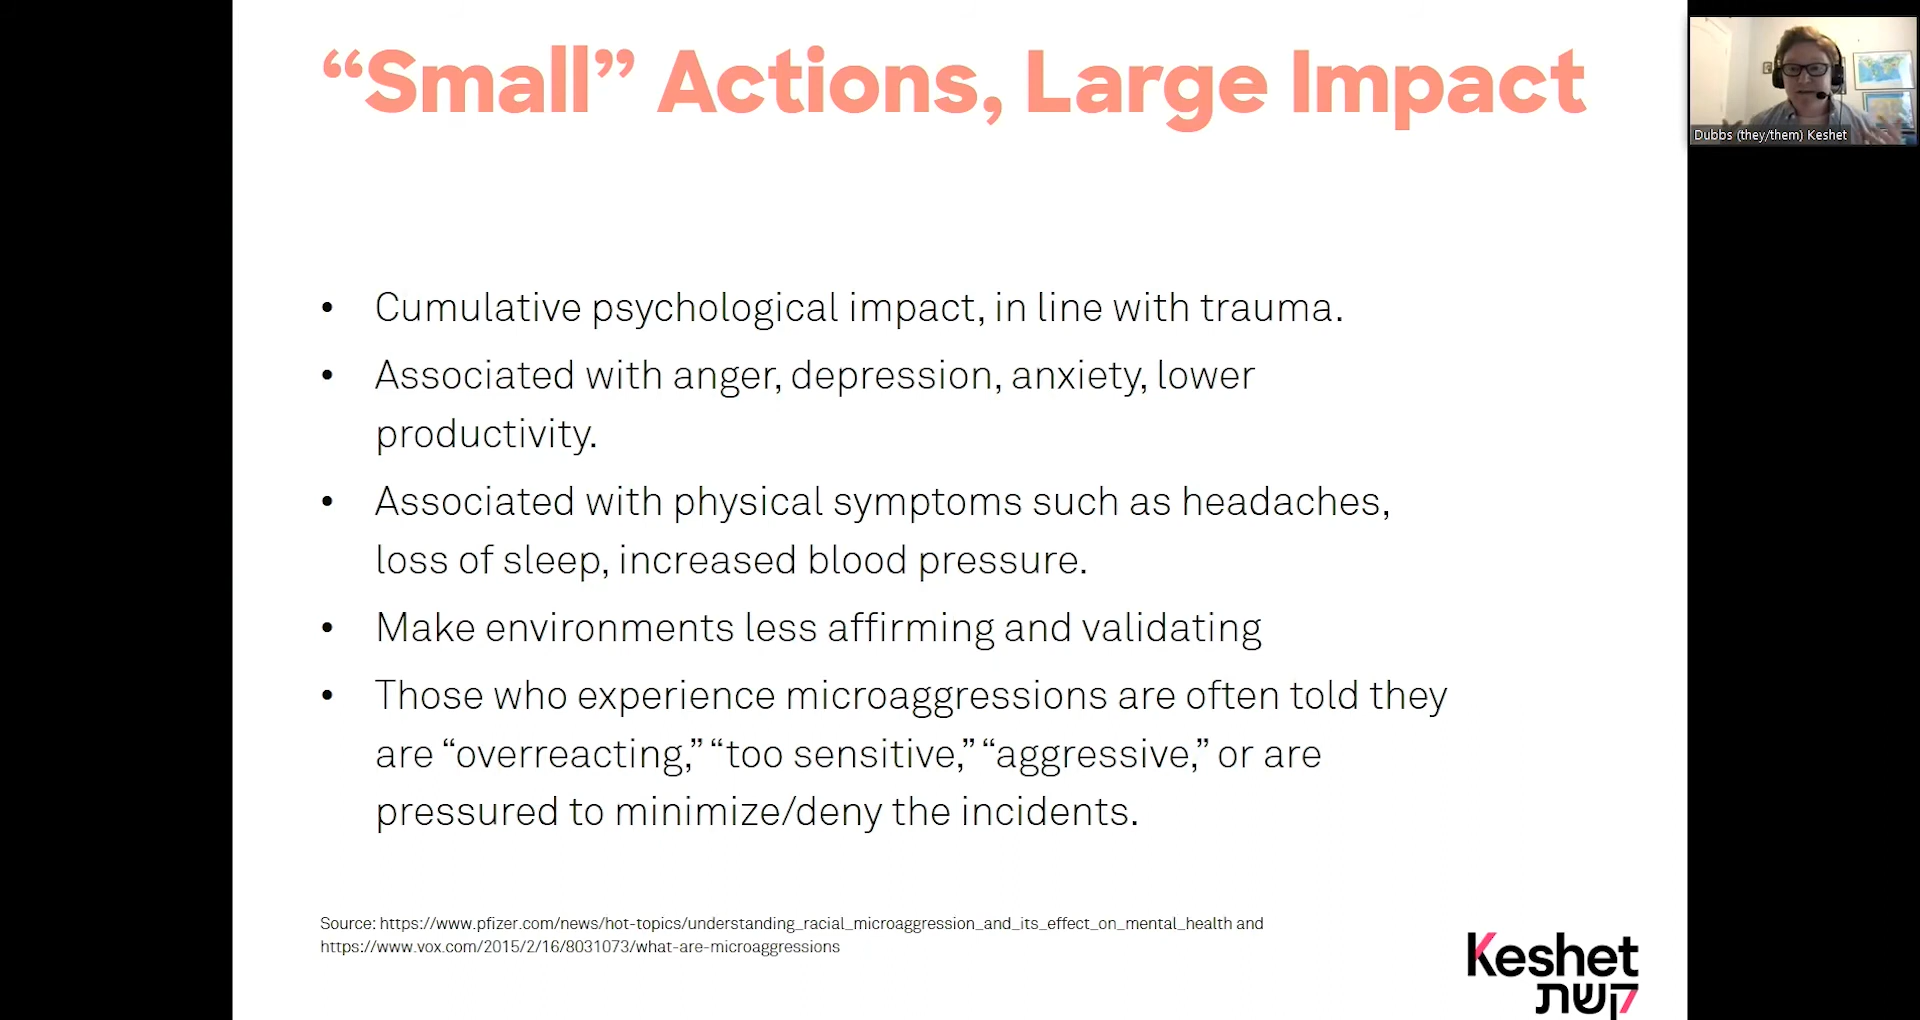 “Small” Actions, Large Impact
Dubbs (they/them) Keshet
• Cumulative psychological impact, in line with trauma.
• Associated with anger, depression, anxiety, lower
productivity.
• Associated with physical symptoms such as headaches,
loss of sleep, increased blood pressure.
• Make environments less affirming and validating
• Those who experience microaggressions are often told they
are “overreacting,” “too sensitive,” “aggressive,” or are
pressured to minimize/deny the incidents.
Source: https://www.pfizer.com/news/hot-topics/understanding_racial_microaggression_and_its_effect_on_mental_health and
https://www.vox.com/2015/2/16/8031073/what-are-microaggressions
Keshet
קשת